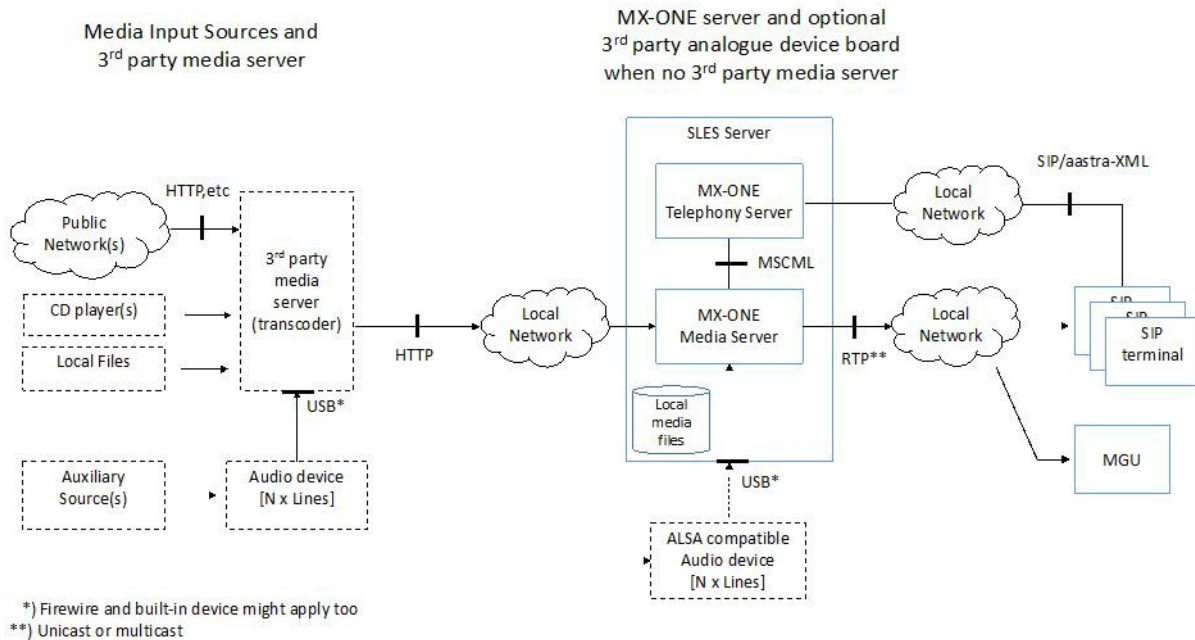 Media Input Sources and
3rd party media server
MX-ONE server and optional
3rd party analogue device board
when no 3rd party media server
SLES Server
HTTP,etc
Public
Network(s)
3rd party
media
server
(transcoder)
CD player(s)
Local Files
USB*
Auxiliary
Source(s)
Audio device
[N x Lines]
HTTP
Local
Network
MX-ONE
Telephony Server
MSCML
MX-ONE
Media Server
Local
media
files
USB*
ALSA compatible
Audio device
[N x Lines]
Local
Network
SIP/aastra-XML
RTP**
Local
Network
SIP
SIP
SIP
terminal
MGU
*) Firewire and built-in device might apply too
**) Unicast or multicast